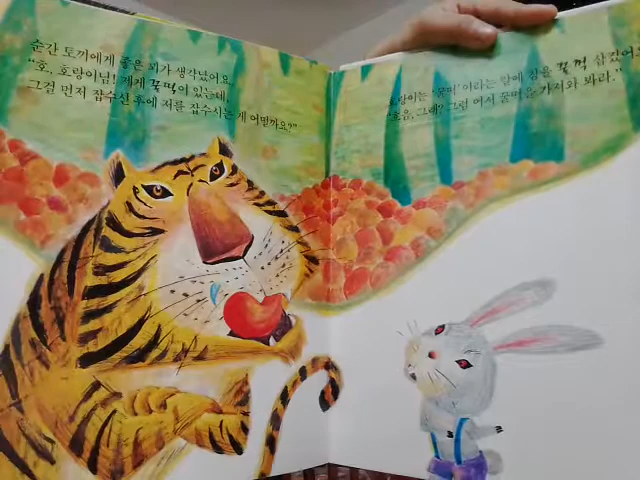 순간 토끼에게 좋은 꾀가 생각났어요.
"호, 호랑이님! 제게 꿀떡이 있는데,
그걸 먼저 잡수신 후에 저를 잡수시는 게 어떨까요?"
호랑이는 '꿀떡'이라는 말에 침을 꿀꺽 삼켰어요
"흐흠, 그래? 그럼 어서 꿀떡을 가져와 봐라."